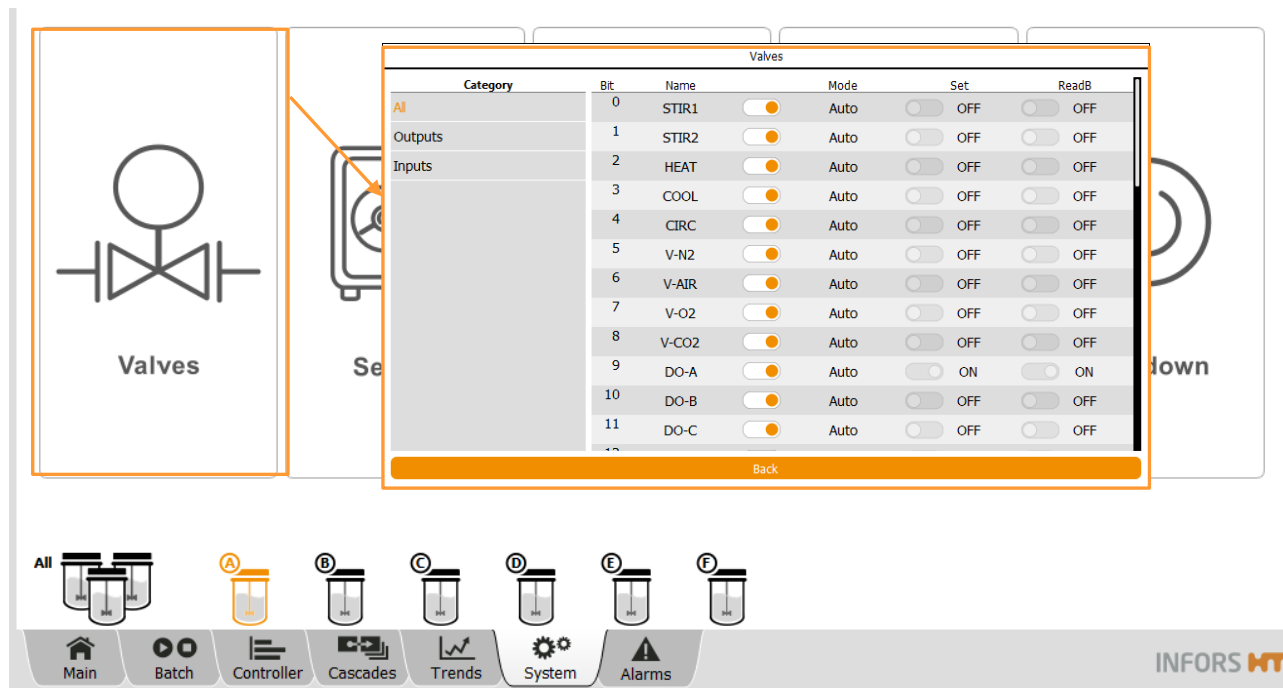 Valves
Category
All
Outputs
Inputs
Bit Name Mode Set ReadB
0 STIR1 Auto OFF OFF
1 STIR2 Auto OFF OFF
2 HEAT Auto OFF OFF
3 COOL Auto OFF OFF
4 CIRC Auto OFF OFF
5 V-N2 Auto OFF OFF
6 V-AIR Auto OFF OFF
7 V-O2 Auto OFF OFF
8 V-CO2 Auto OFF OFF
9 DO-A Auto ON ON
10 DO-B Auto OFF OFF
11 DO-C Auto OFF OFF
Back
Valves
Se
down
All A B C D E F
Main Batch Controller Cascades Trends System Alarms
INFORS HT